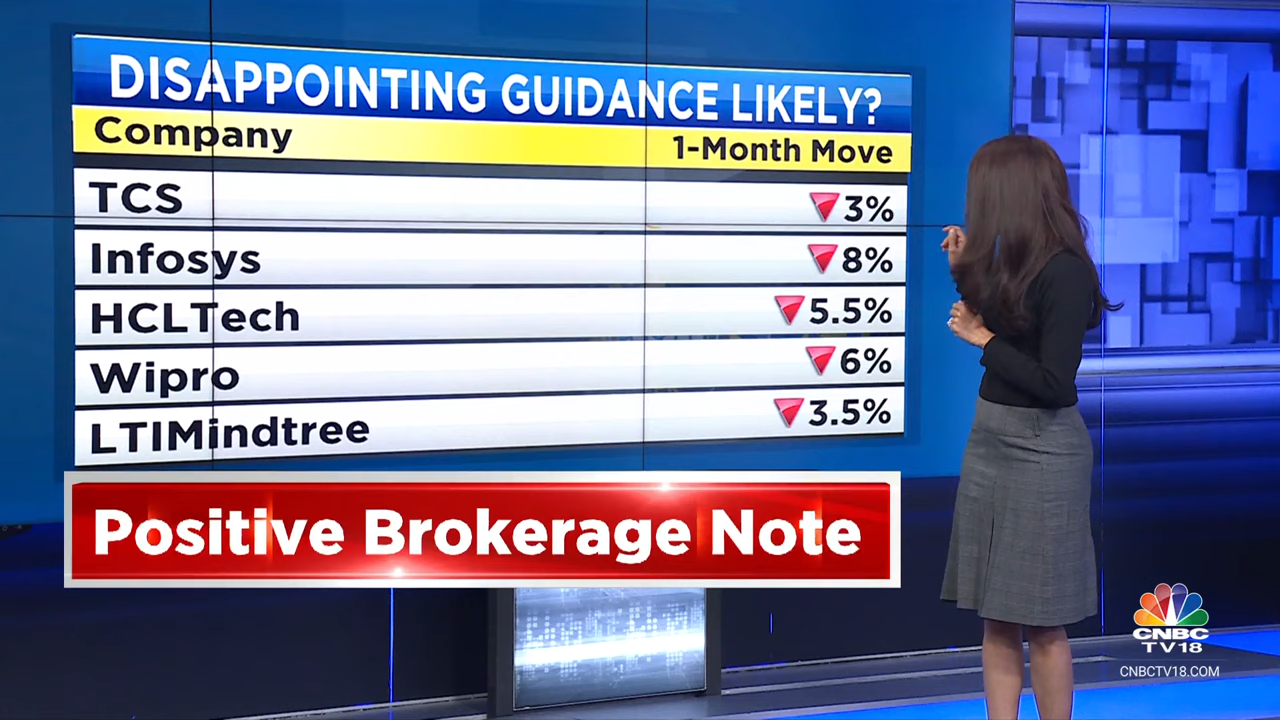 DISAPPOINTING GUIDANCE LIKELY?
Company 1-Month Move
TCS ▼3%
Infosys ▼8%
HCLTech ▼5.5%
Wipro ▼6%
LTIMindtree ▼3.5%
Positive Brokerage Note
CNBC
TV18
CNBCTV18.COM